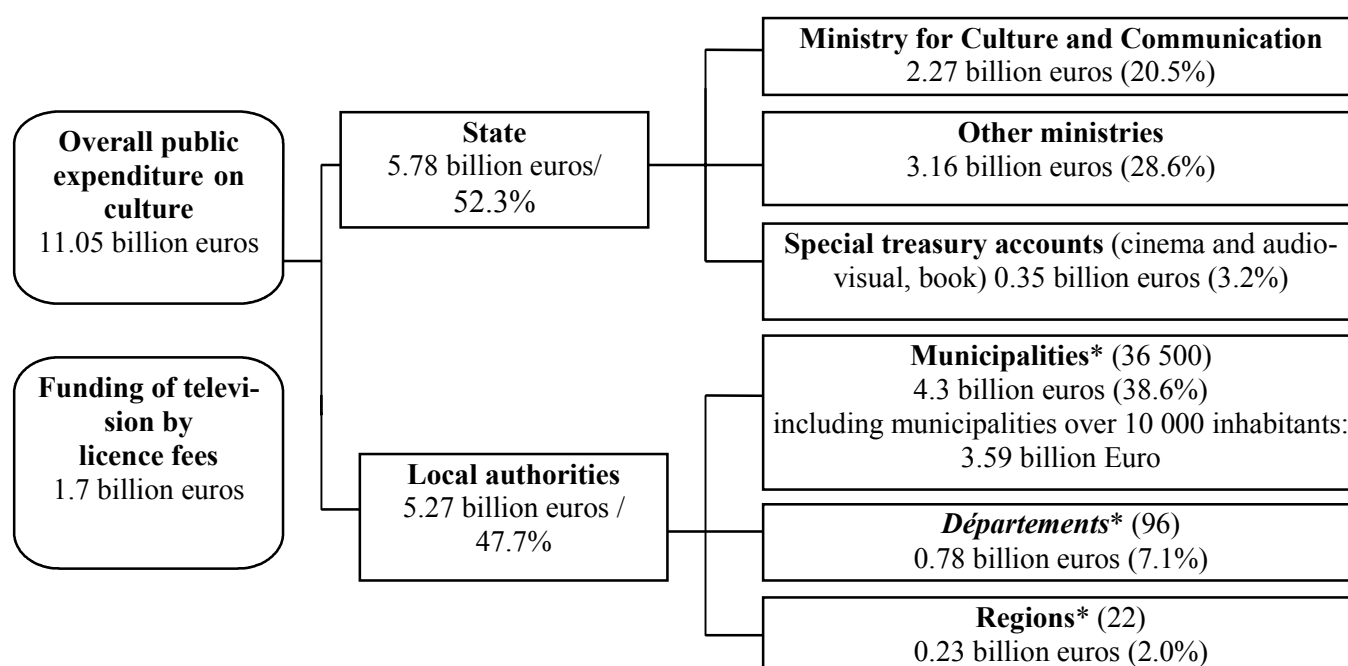 Overall public
expenditure on
culture
11.05 billion euros
Funding of televi-
sion by
licence fees
1.7 billion euros
State
5.78 billion euros/
52.3%
Local authorities
5.27 billion euros /
47.7%
Ministry for Culture and Communication
2.27 billion euros (20.5%)
Other ministries
3.16 billion euros (28.6%)
Special treasury accounts (cinema and audio-
visual, book) 0.35 billion euros (3.2%)
Municipalities* (36 500)
4.3 billion euros (38.6%)
including municipalities over 10 000 inhabitants:
3.59 billion Euro
Départements* (96)
0.78 billion euros (7.1%)
Regions* (22)
0.23 billion euros (2.0%)